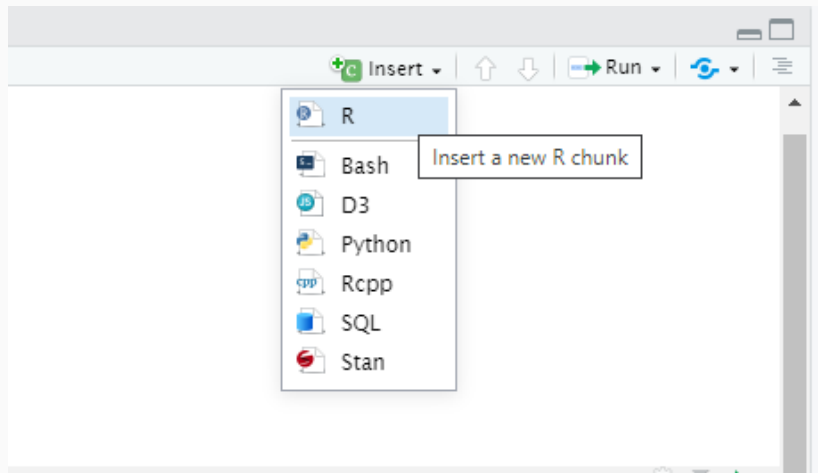 Insert Run
R
Insert a new R chunk
Bash
D3
Python
Rcpp
SQL
Stan